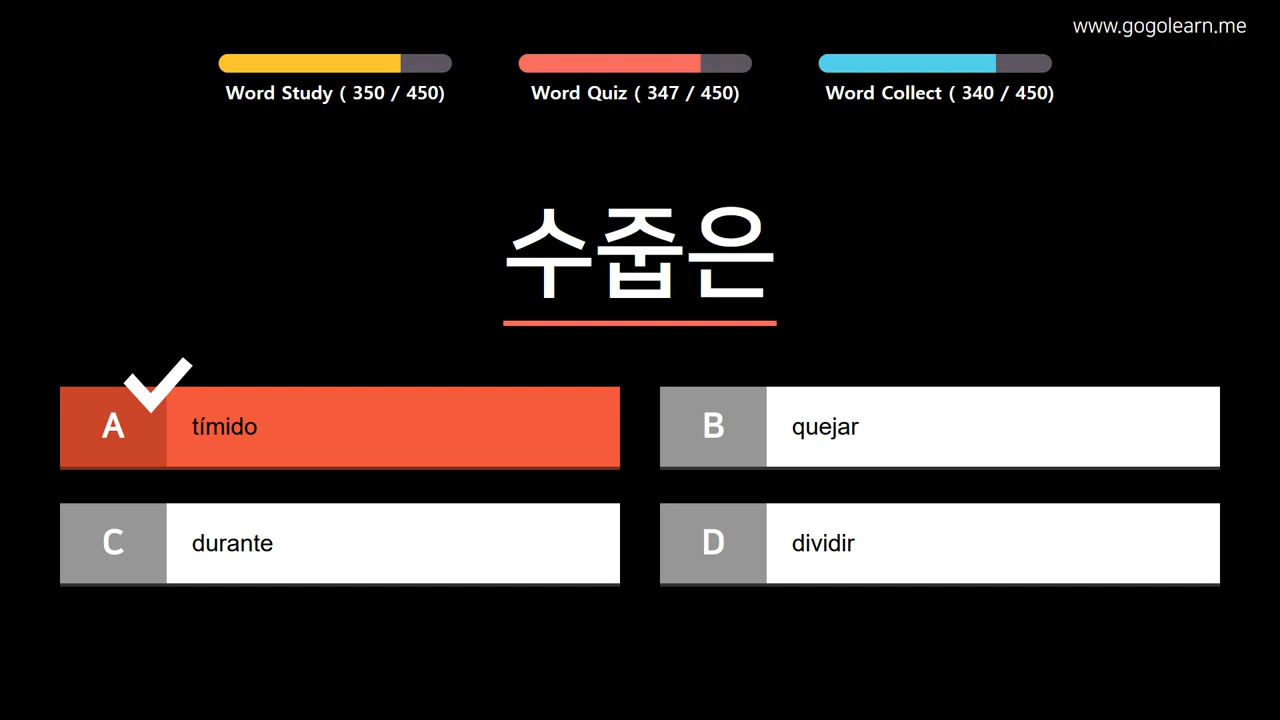 www.gogolearn.me
Word Study ( 350 / 450)
Word Quiz ( 347 / 450)
Word Collect ( 340 / 450)
수줍은
A tímido
B quejar
C durante
D dividir